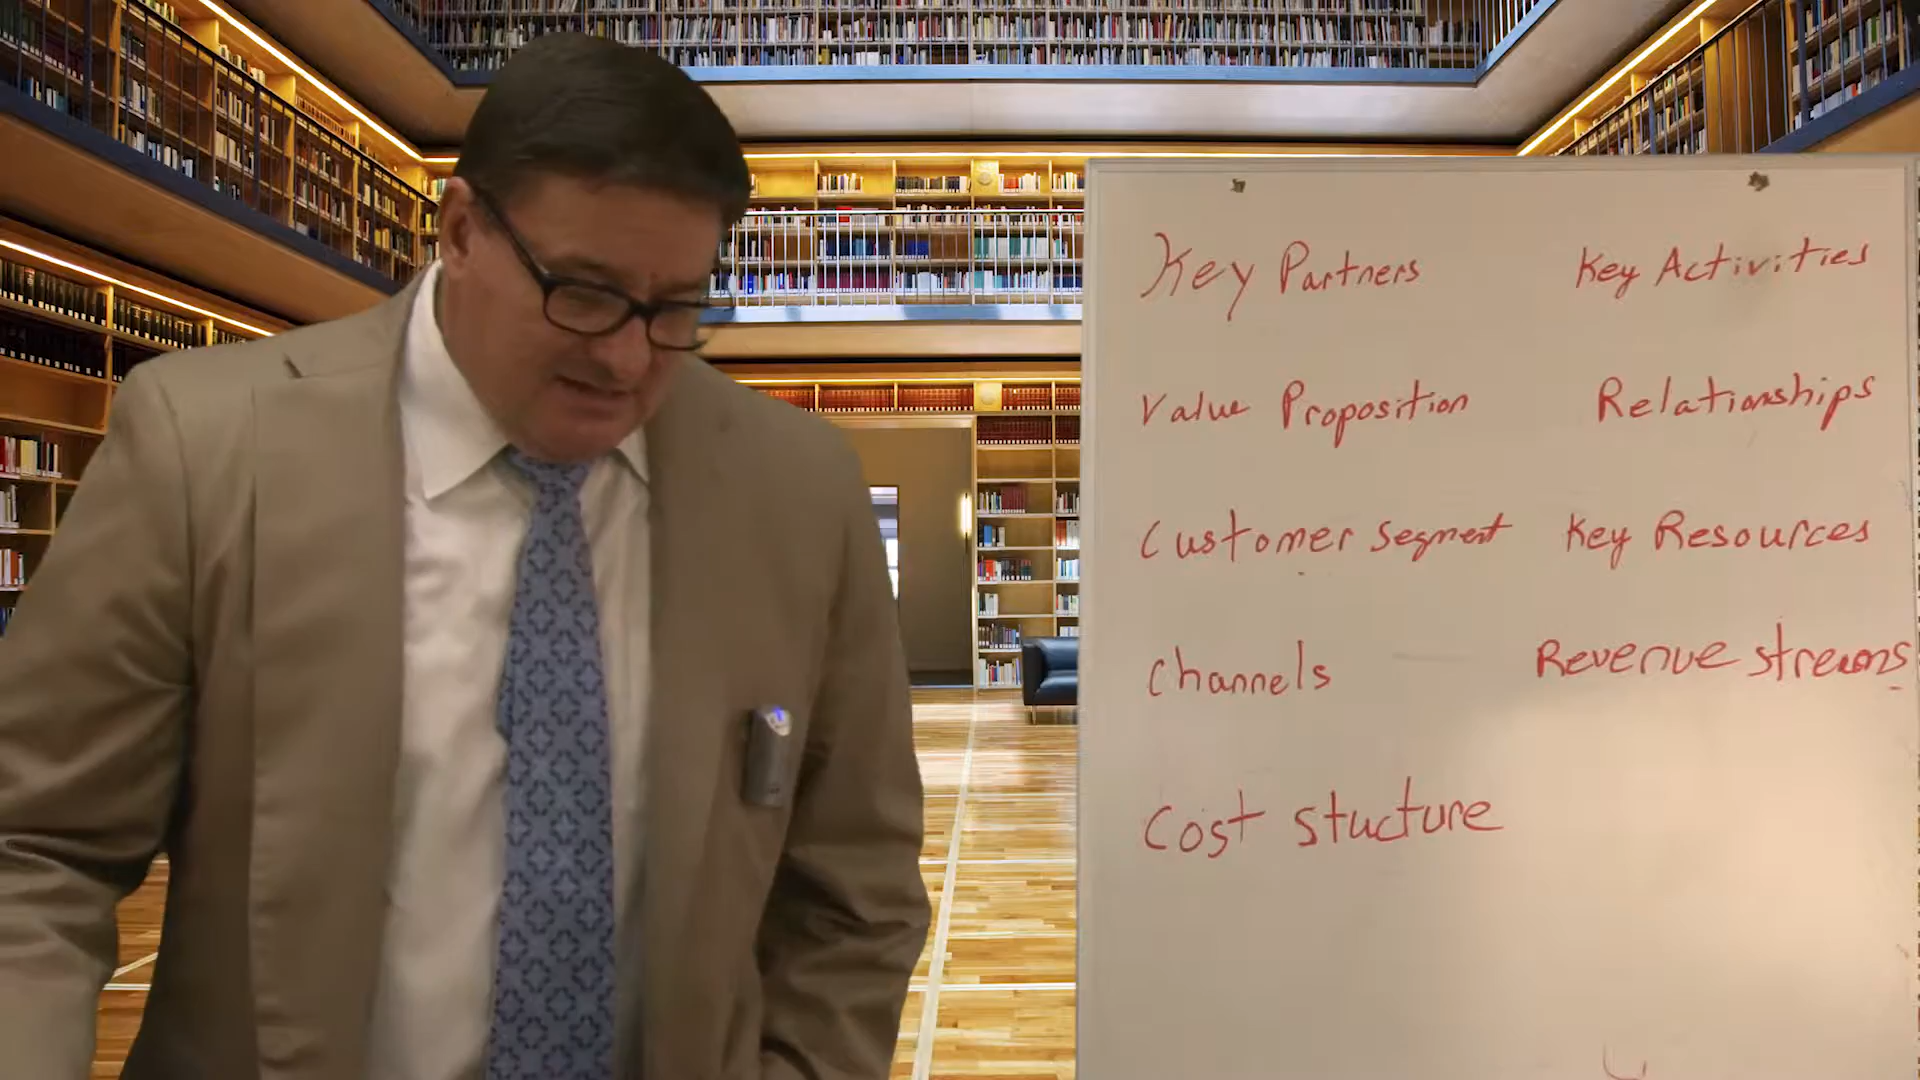 Key Partners Key Activities
Value Proposition Relationships
Customer segment Key Resources
Channels Revenue streams
Cost stucture